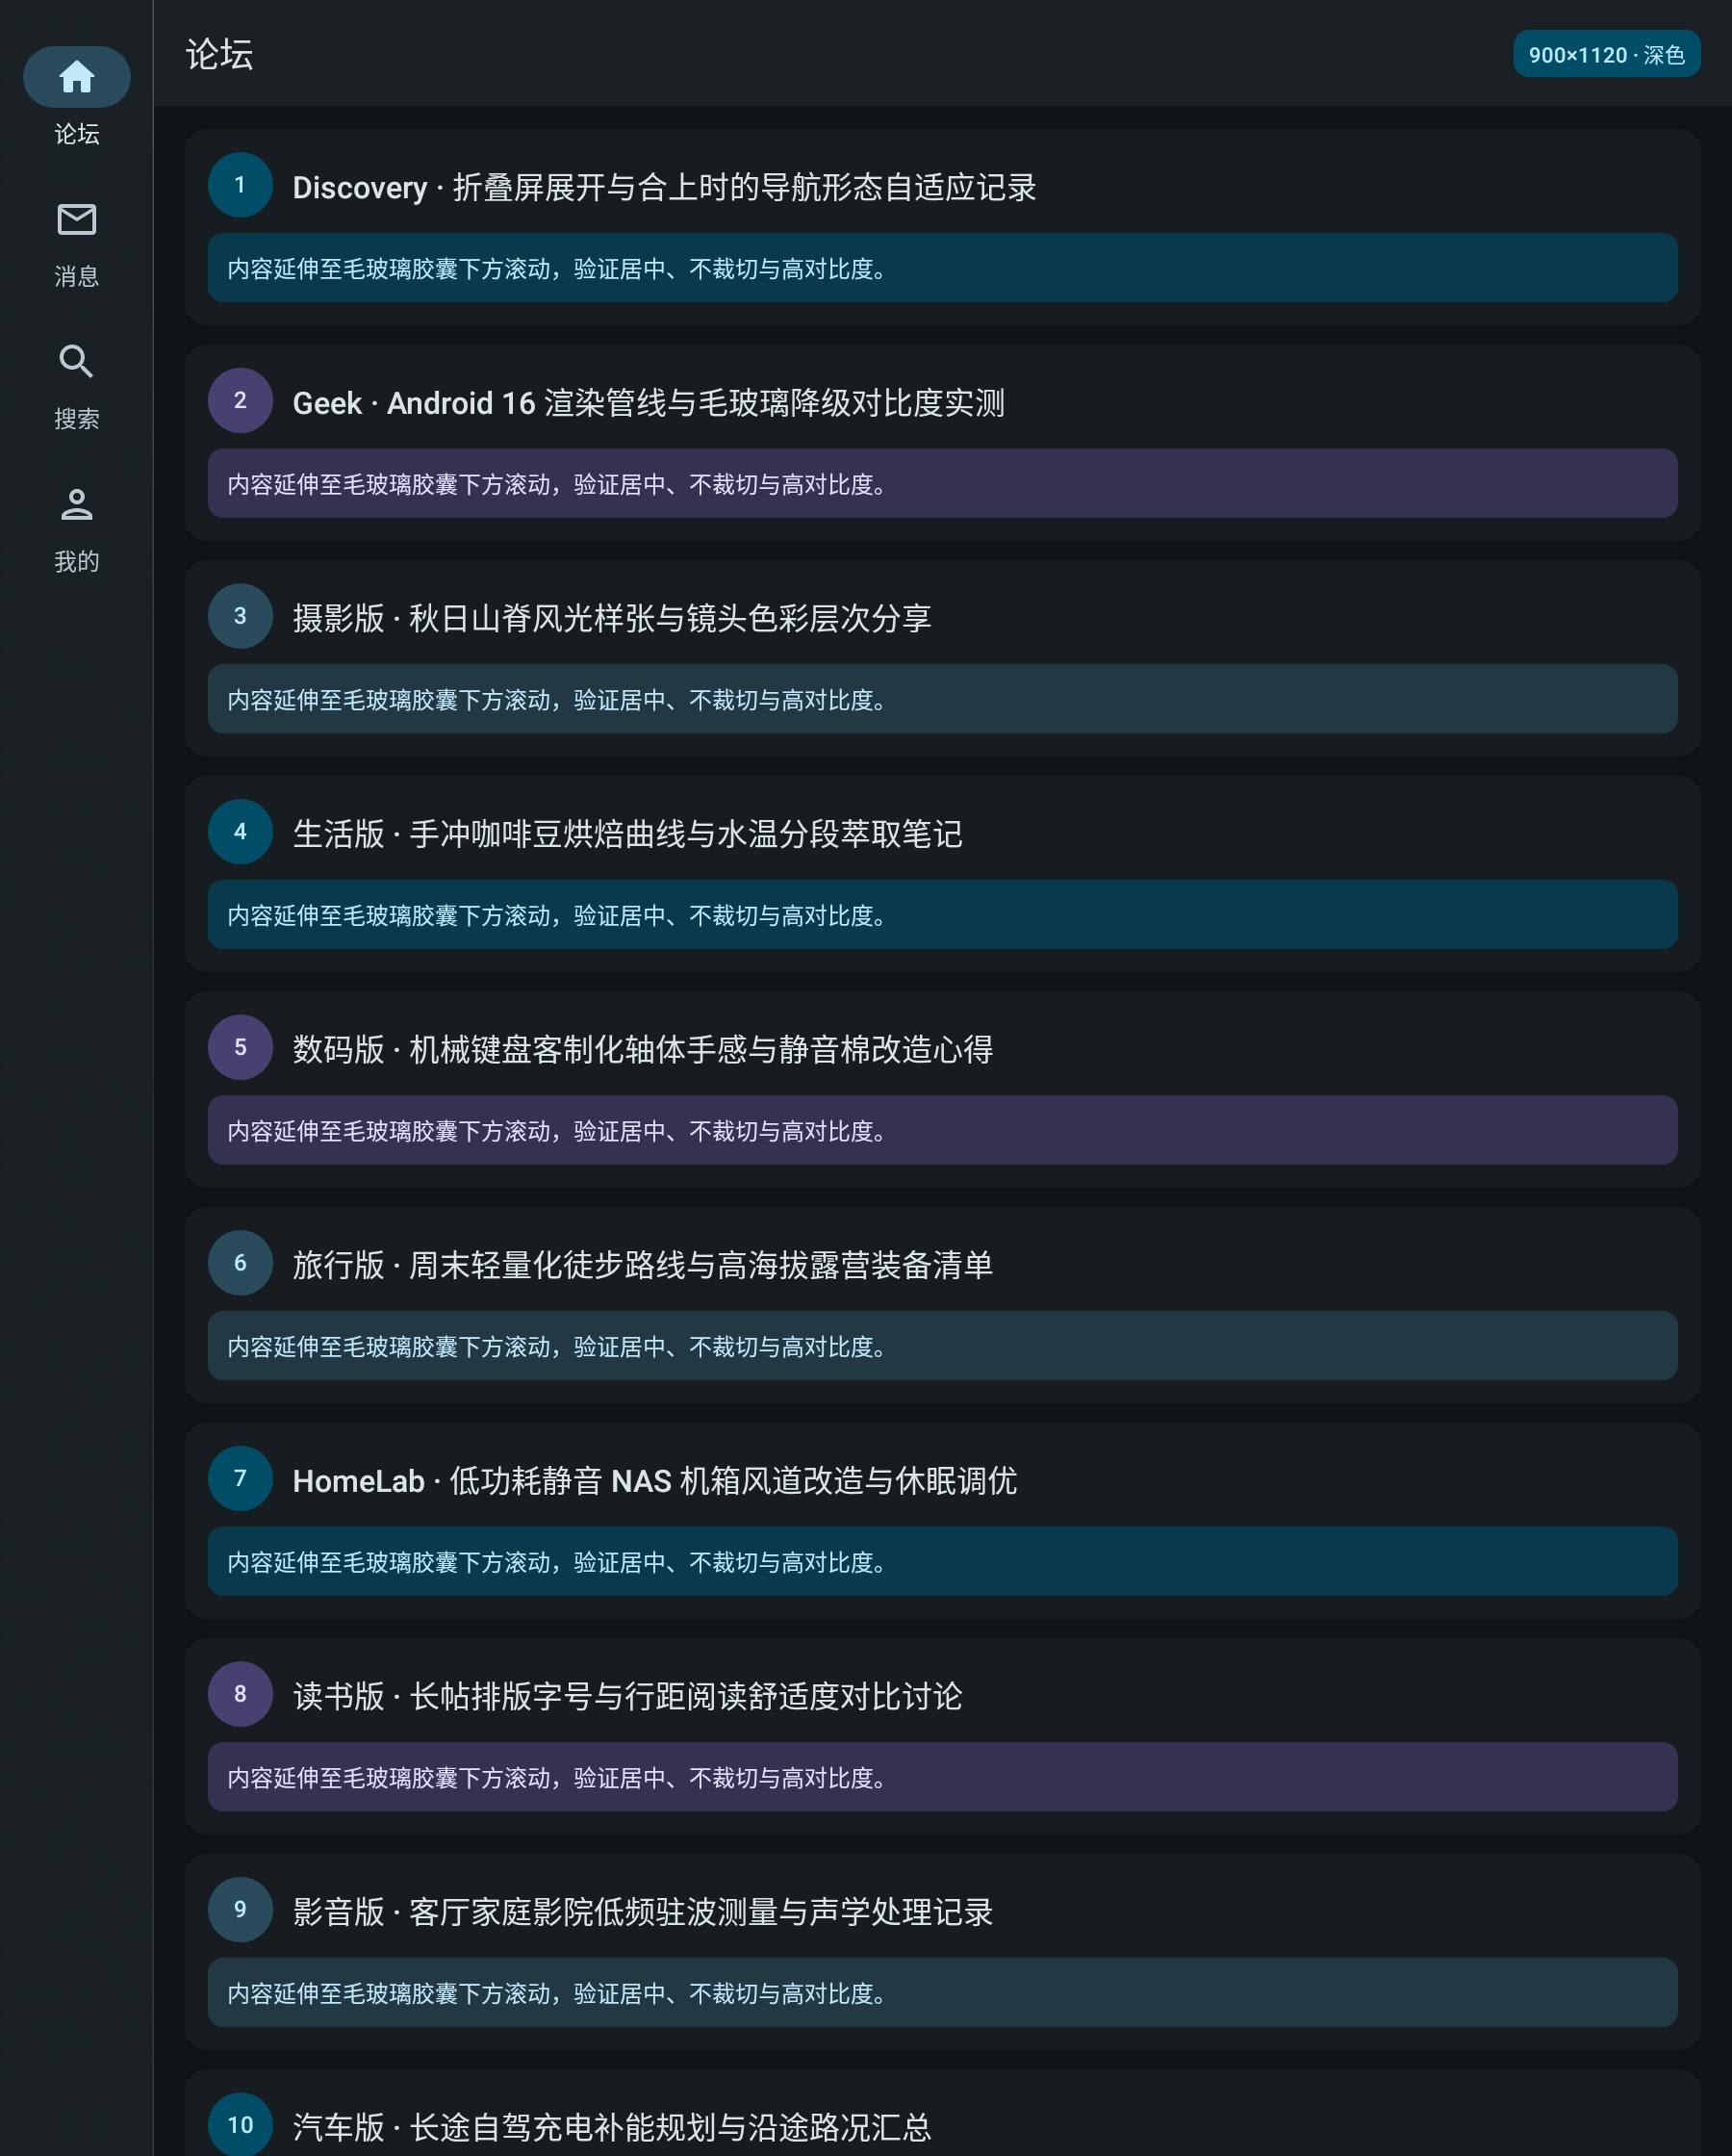 论坛
消息
搜索
我的
论坛
900×1120 · 深色
1
Discovery · 折叠屏展开与合上时的导航形态自适应记录
内容延伸至毛玻璃胶囊下方滚动，验证居中、不裁切与高对比度。
2
Geek · Android 16 渲染管线与毛玻璃降级对比度实测
内容延伸至毛玻璃胶囊下方滚动，验证居中、不裁切与高对比度。
3
摄影版 · 秋日山脊风光样张与镜头色彩层次分享
内容延伸至毛玻璃胶囊下方滚动，验证居中、不裁切与高对比度。
4
生活版 · 手冲咖啡豆烘焙曲线与水温分段萃取笔记
内容延伸至毛玻璃胶囊下方滚动，验证居中、不裁切与高对比度。
5
数码版 · 机械键盘客制化轴体手感与静音棉改造心得
内容延伸至毛玻璃胶囊下方滚动，验证居中、不裁切与高对比度。
6
旅行版 · 周末轻量化徒步路线与高海拔露营装备清单
内容延伸至毛玻璃胶囊下方滚动，验证居中、不裁切与高对比度。
7
HomeLab · 低功耗静音 NAS 机箱风道改造与休眠调优
内容延伸至毛玻璃胶囊下方滚动，验证居中、不裁切与高对比度。
8
读书版 · 长帖排版字号与行距阅读舒适度对比讨论
内容延伸至毛玻璃胶囊下方滚动，验证居中、不裁切与高对比度。
9
影音版 · 客厅家庭影院低频驻波测量与声学处理记录
内容延伸至毛玻璃胶囊下方滚动，验证居中、不裁切与高对比度。
10
汽车版 · 长途自驾充电补能规划与沿途路况汇总